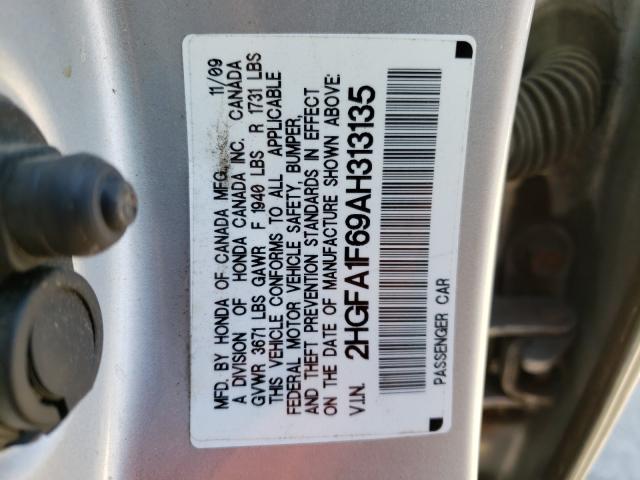 MFD. BY HONDA OF CANADA MFG. 11/09
A DIVISION OF HONDA CANADA INC. CANADA
GVWR 3671 LBS GAWR F 1940 LBS R 1731 LBS
THIS VEHICLE CONFORMS TO ALL APPLICABLE
FEDERAL MOTOR VEHICLE SAFETY, BUMPER,
AND THEFT PREVENTION STANDARDS IN EFFECT
ON THE DATE OF MANUFACTURE SHOWN ABOVE.
V.I.N. 2HGFA1F69AH313135
PASSENGER CAR